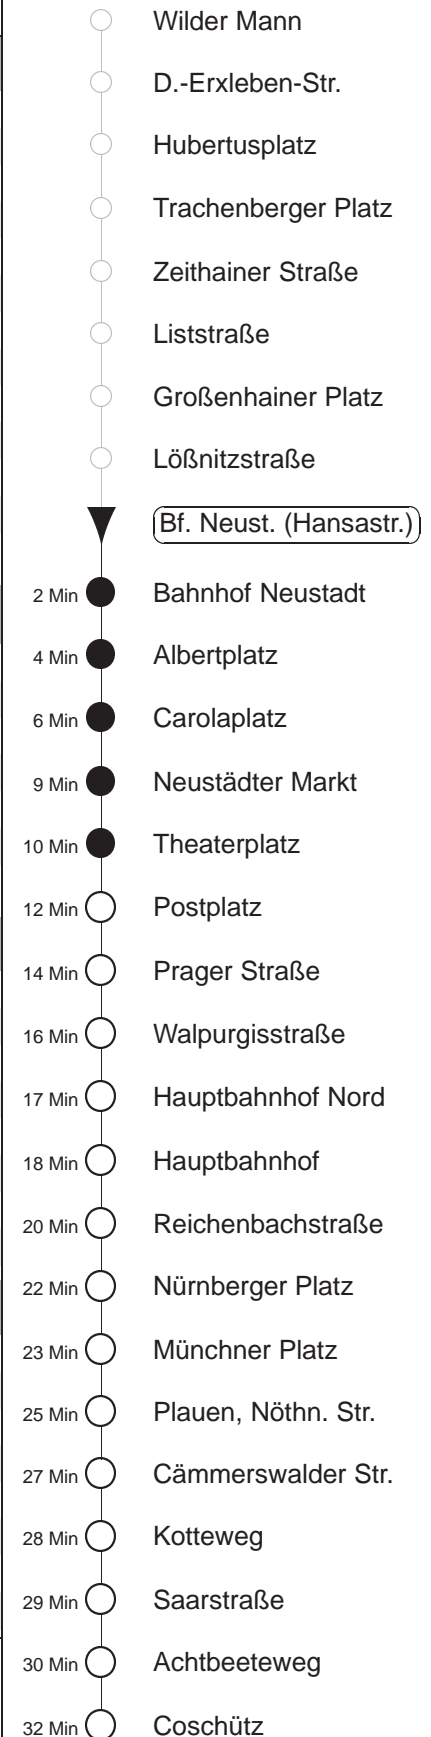 Wilder Mann
D.-Erxleben-Str.
Hubertusplatz
Trachenberger Platz
Zeithainer Straße
Liststraße
Großenhainer Platz
Lößnitzstraße
Bf. Neust. (Hansastr.)
2 Min Bahnhof Neustadt
4 Min Albertplatz
6 Min Carolaplatz
9 Min Neustädter Markt
10 Min Theaterplatz
12 Min Postplatz
14 Min Prager Straße
16 Min Walpurgisstraße
17 Min Hauptbahnhof Nord
18 Min Hauptbahnhof
20 Min Reichenbachstraße
22 Min Nürnberger Platz
23 Min Münchner Platz
25 Min Plauen, Nöthn. Str.
27 Min Cämmerswalder Str.
28 Min Kotteweg
29 Min Saarstraße
30 Min Achtbeeteweg
32 Min Coschütz